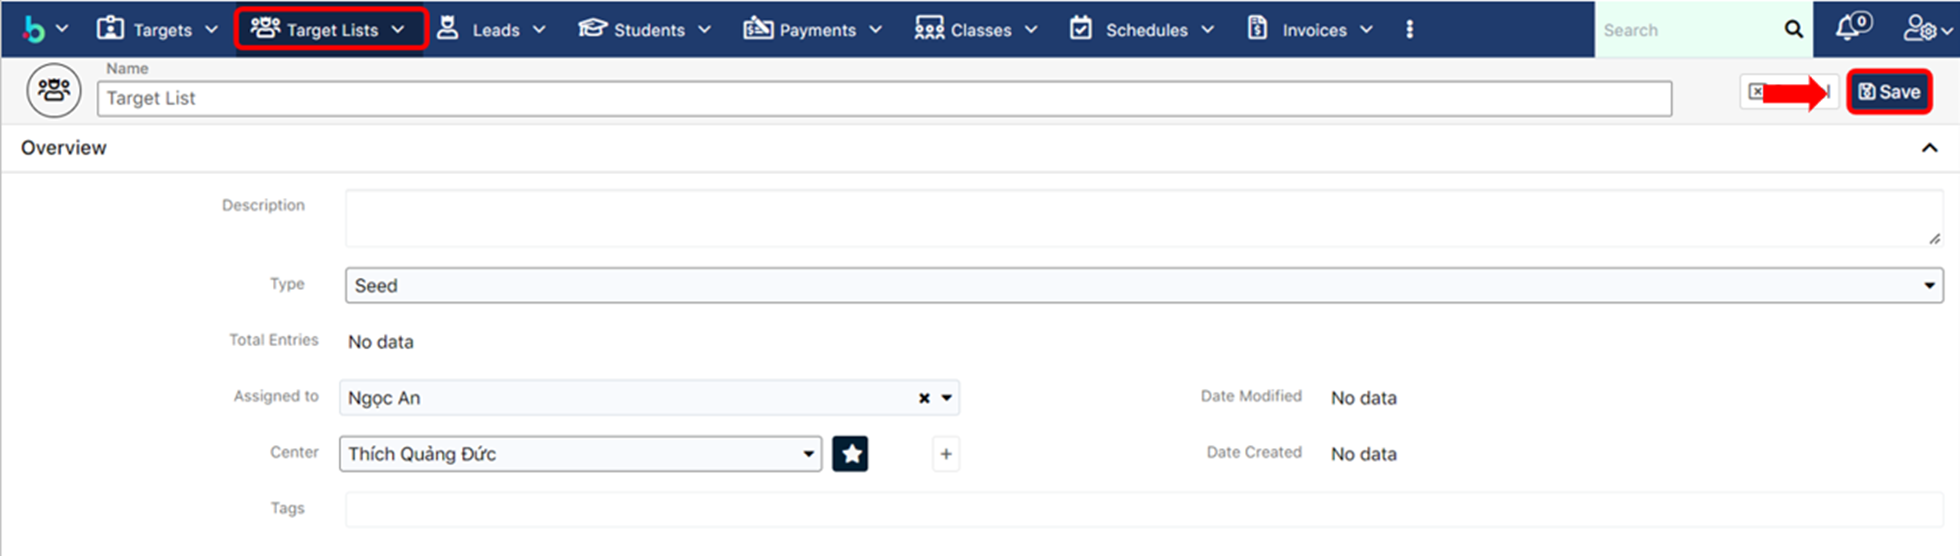 Targets Target Lists Leads Students Payments Classes Schedules Invoices Search 0
Name
Target List
Save
Overview
Description
Type Seed
Total Entries No data
Assigned to Ngọc An Date Modified No data
Center Thích Quảng Đức Date Created No data
Tags